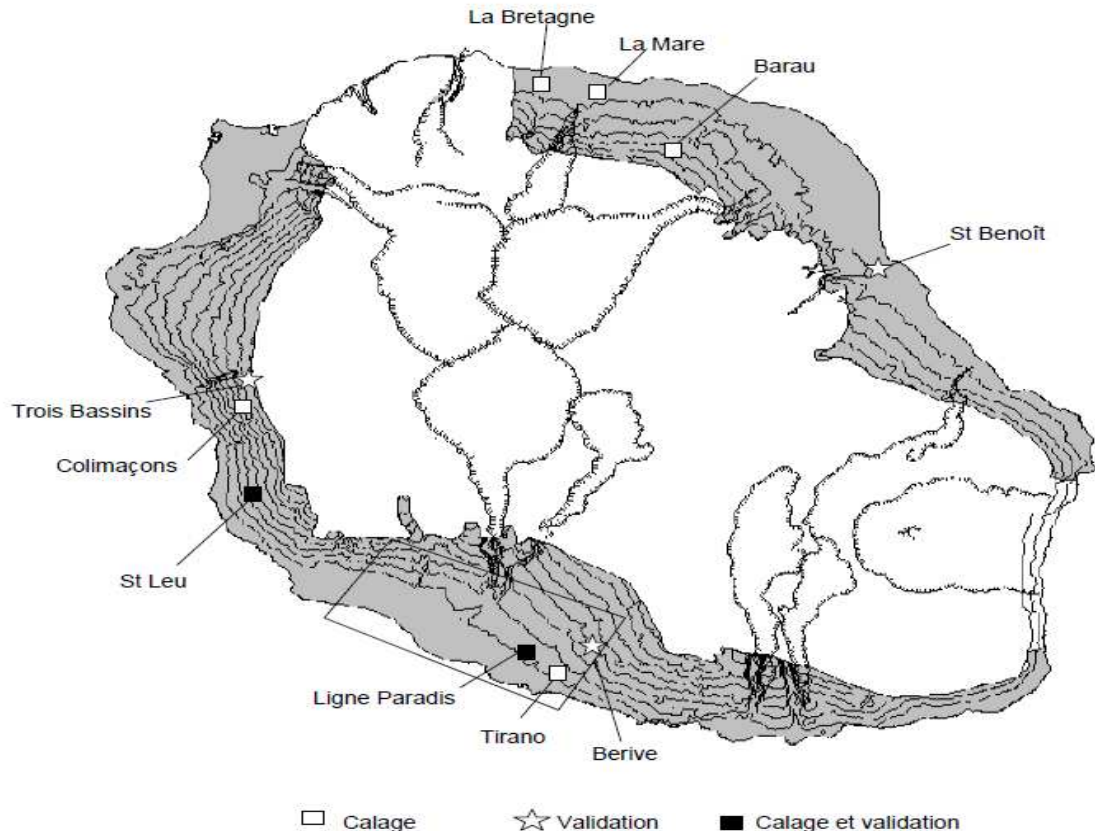 La Bretagne
La Mare
Barau
St Benoît
Trois Bassins
Colimaçons
St Leu
Ligne Paradis
Tirano
Berive
Calage
Validation
Calage et validation